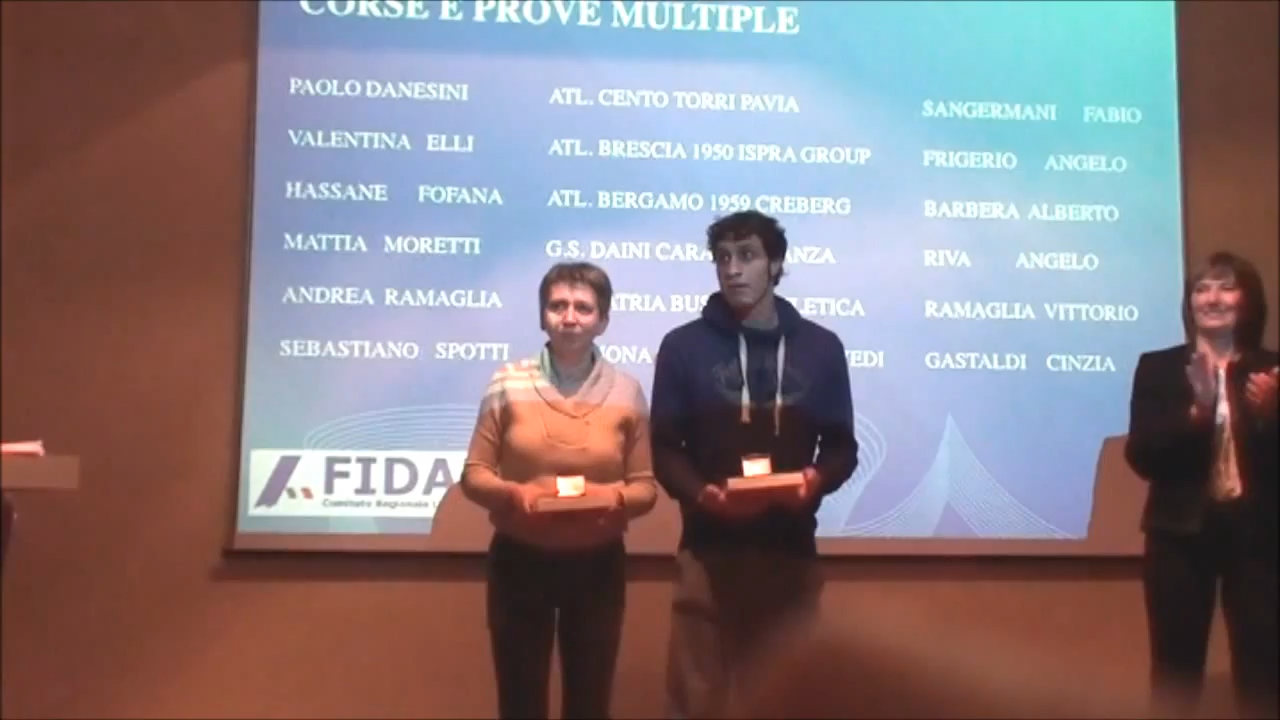 CORSE E PROVE MULTIPLE
PAOLO DANESINI ATL. CENTO TORRI PAVIA SANGERMANI FABIO
VALENTINA ELLI ATL. BRESCIA 1950 ISPRA GROUP FRIGERIO ANGELO
HASSANE FOFANA ATL. BERGAMO 1959 CREBERG BARBERA ALBERTO
MATTIA MORETTI G.S. DAINI RIVA ANGELO
ANDREA RAMAGLIA RAMAGLIA VITTORIO
SEBASTIANO SPOTTI GASTALDI CINZIA
FIDA
Comitato Regionale